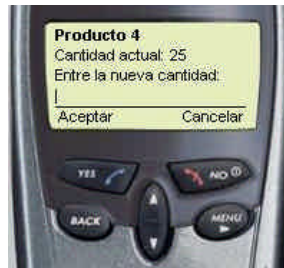 Producto 4
Cantidad actual: 25
Entre la nueva cantidad:
Aceptar Cancelar
YES NO
BACK MENU